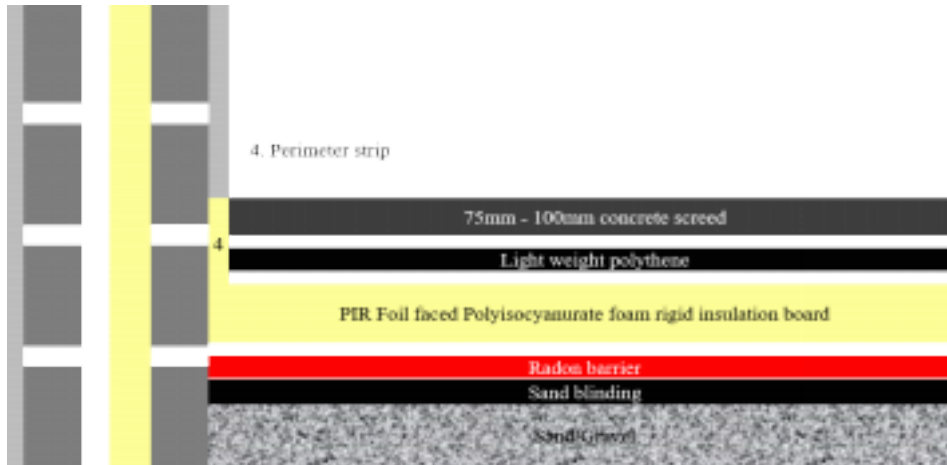 4. Perimeter strip
75mm - 100mm concrete screed
4
Light weight polythene
PIR Foil faced Polyisocyanurate foam rigid insulation board
Radon barrier
Sand blinding
Sand/Gravel